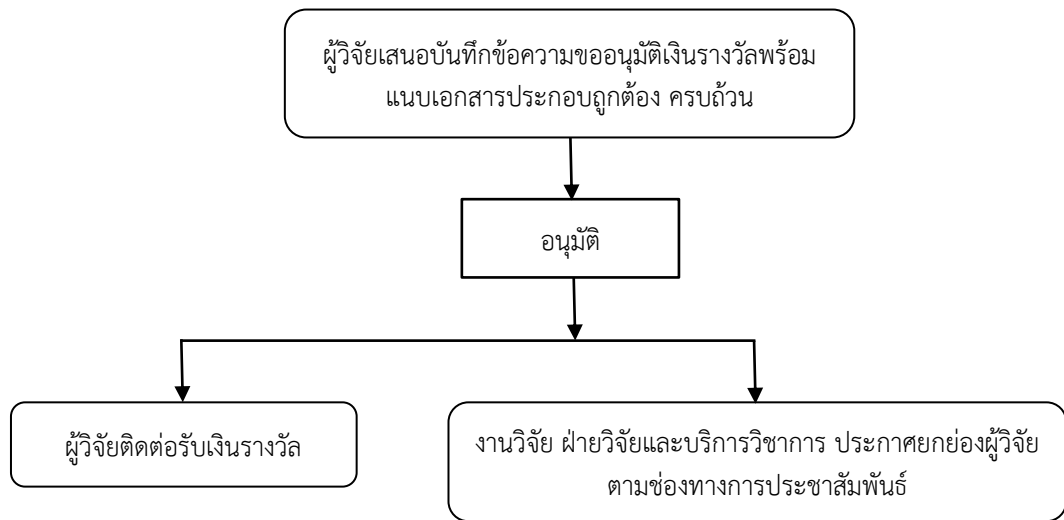 ผู้วิจัยเสนอบันทึกข้อความขออนุมัติเงินรางวัลพร้อม
แนบเอกสารประกอบถูกต้อง ครบถ้วน
อนุมัติ
ผู้วิจัยติดต่อรับเงินรางวัล
งานวิจัย ฝ่ายวิจัยและบริการวิชาการ ประกาศยกย่องผู้วิจัย
ตามช่องทางการประชาสัมพันธ์